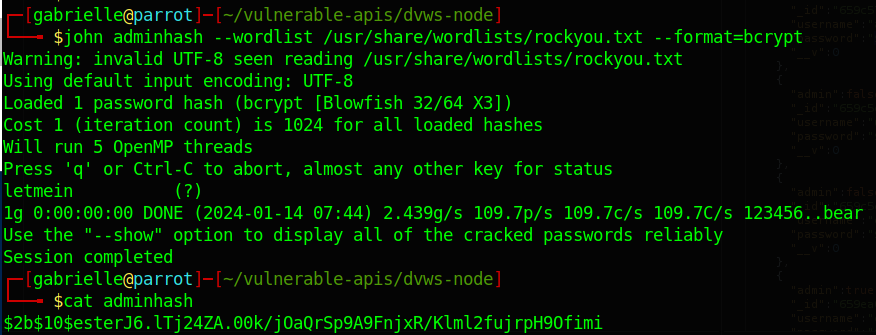 ┌─[gabrielle@parrot]─[~/vulnerable-apis/dvws-node]
└──╼ $john adminhash --wordlist /usr/share/wordlists/rockyou.txt --format=bcrypt
Warning: invalid UTF-8 seen reading /usr/share/wordlists/rockyou.txt
Using default input encoding: UTF-8
Loaded 1 password hash (bcrypt [Blowfish 32/64 X3])
Cost 1 (iteration count) is 1024 for all loaded hashes
Will run 5 OpenMP threads
Press 'q' or Ctrl-C to abort, almost any other key for status
letmein          (?)
1g 0:00:00:00 DONE (2024-01-14 07:44) 2.439g/s 109.7p/s 109.7c/s 109.7C/s 123456..bear
Use the "--show" option to display all of the cracked passwords reliably
Session completed
┌─[gabrielle@parrot]─[~/vulnerable-apis/dvws-node]
└──╼ $cat adminhash
$2b$10$esterJ6.lTj24ZA.00k/jOaQrSp9A9FnjxR/Klml2fujrpH9Ofimi